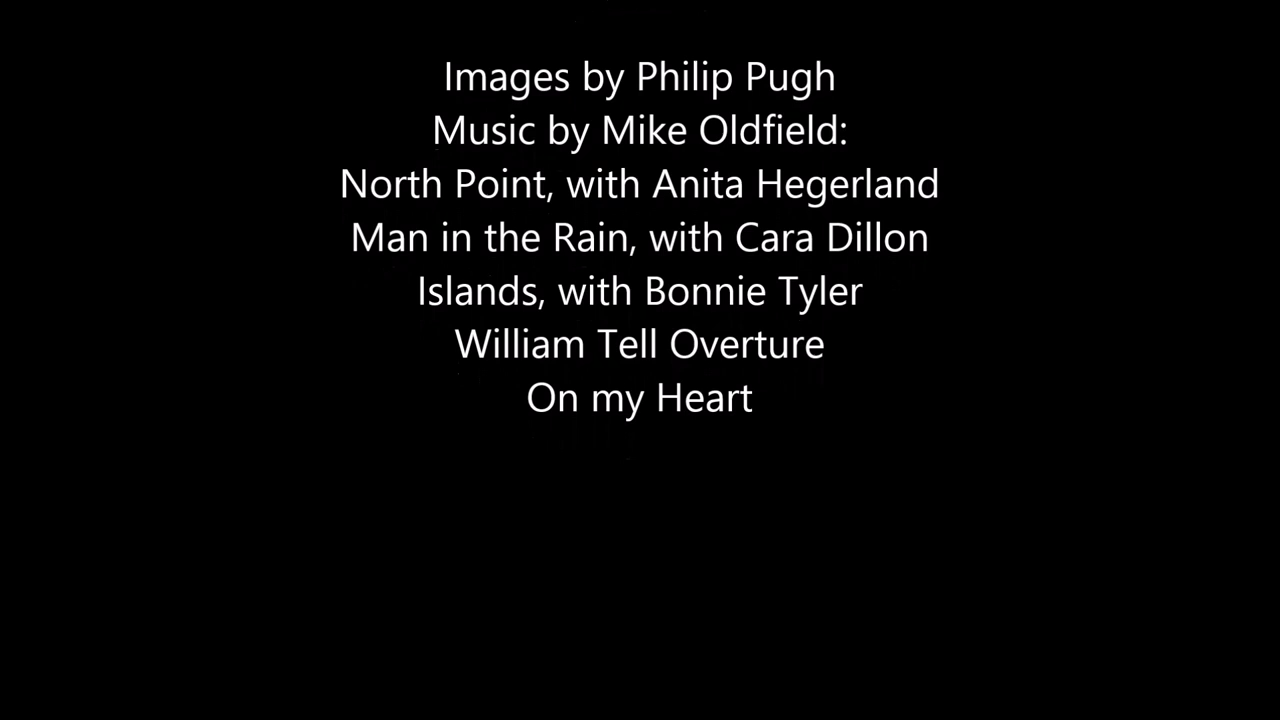 Images by Philip Pugh
Music by Mike Oldfield:
North Point, with Anita Hegerland
Man in the Rain, with Cara Dillon
Islands, with Bonnie Tyler
William Tell Overture
On my Heart